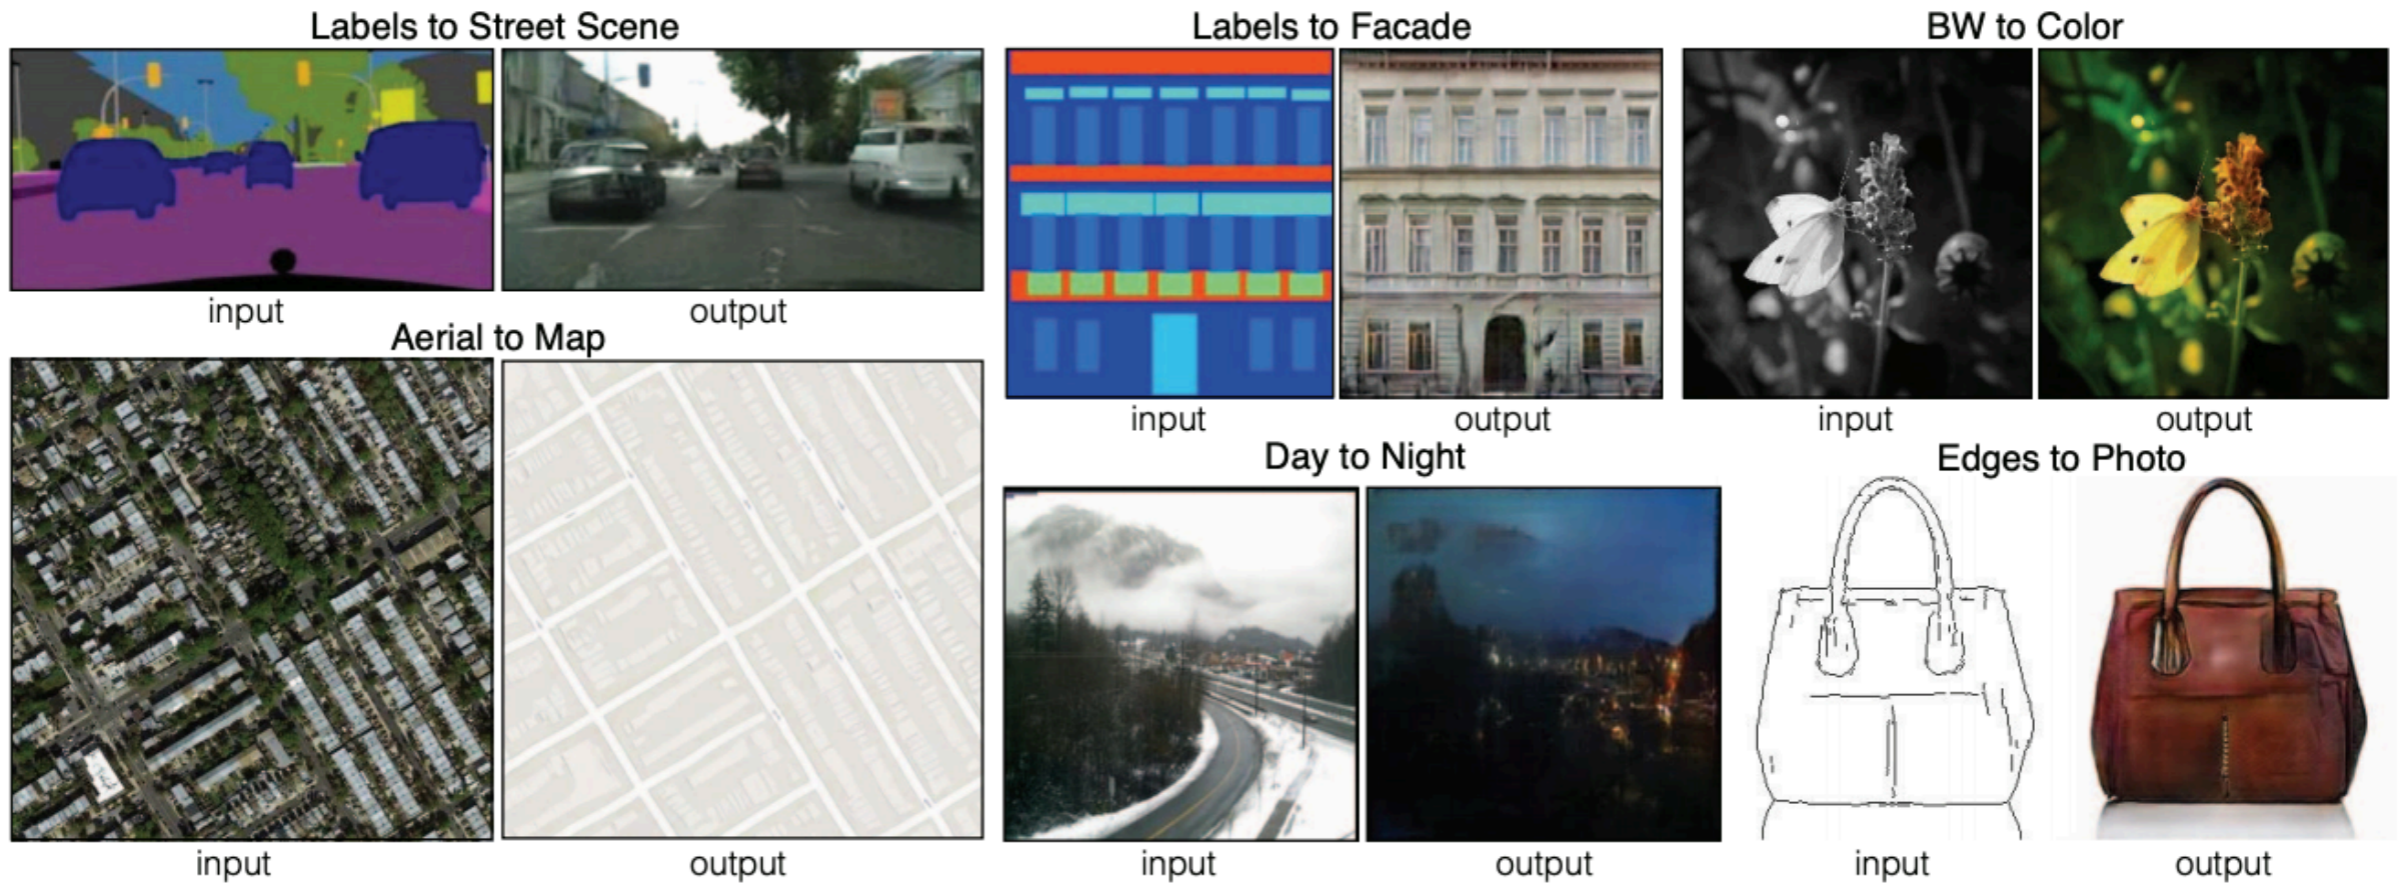 Labels to Street Scene
input
output
Aerial to Map
input
output
Labels to Facade
input
output
BW to Color
input
output
Day to Night
input
output
Edges to Photo
input
output